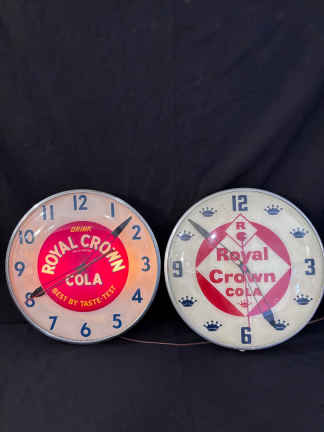 12
11 1
DRINK
10 2
ROYAL CROWN
9 3
COLA
8 4
BEST BY TASTE-TEST
7 5
6
12
R
C
Royal
9 3
Crown
COLA
6